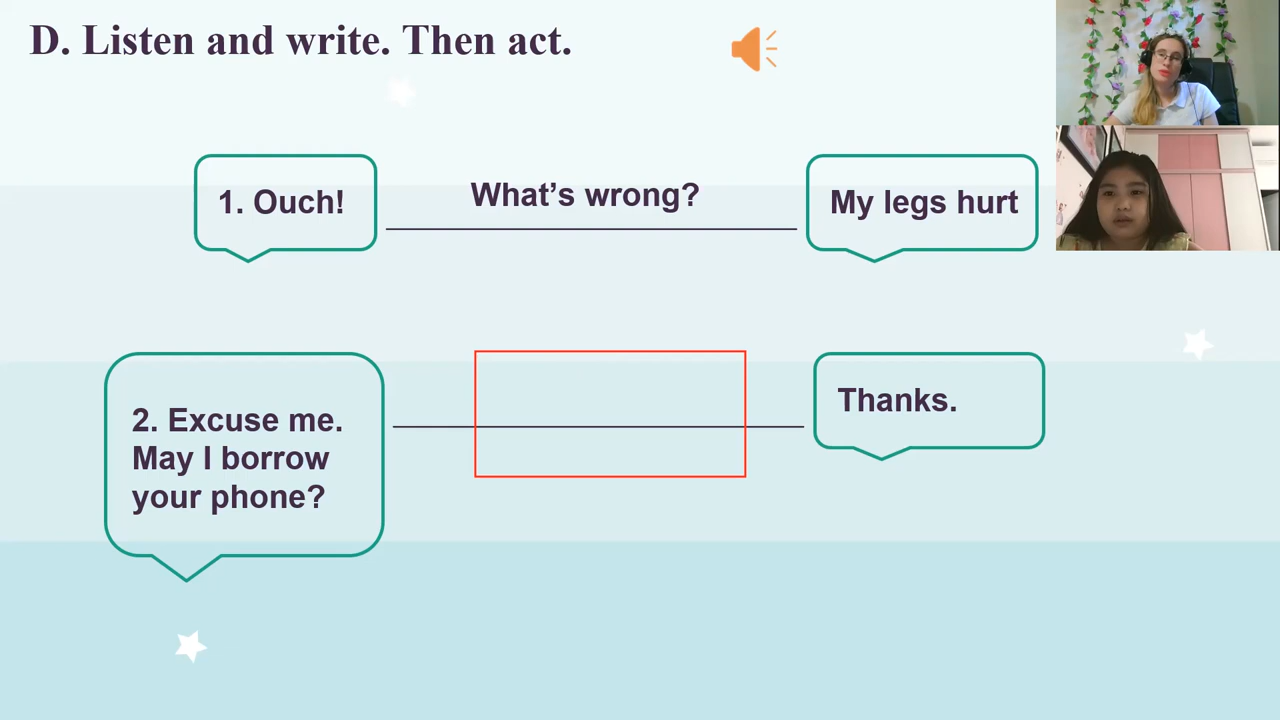 D. Listen and write. Then act.
1. Ouch!
What's wrong?
My legs hurt
2. Excuse me.
May I borrow
your phone?
Thanks.